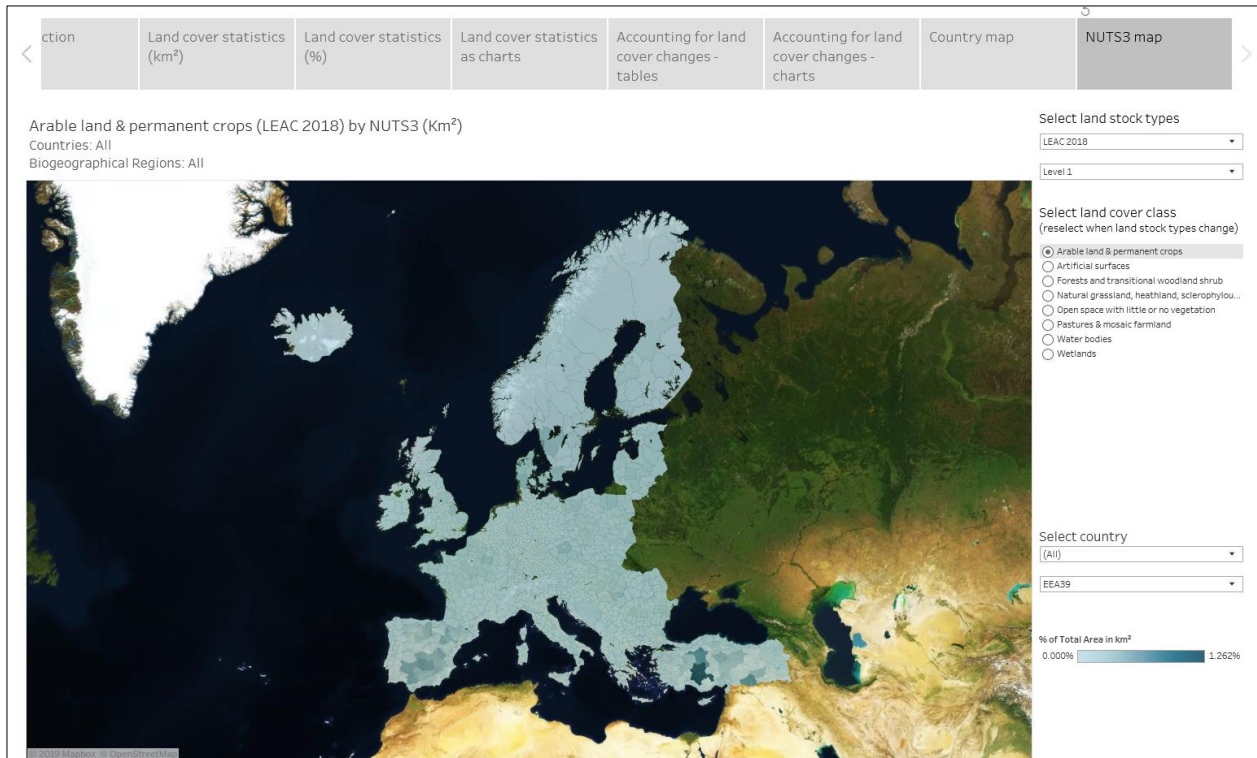 ction
Land cover statistics
(km²)
Land cover statistics
(%)
Land cover statistics
as charts
Accounting for land
cover changes -
tables
Accounting for land
cover changes -
charts
Country map
NUTS3 map
Arable land & permanent crops (LEAC 2018) by NUTS3 (Km²)
Countries: All
Biogeographical Regions: All
Select land stock types
LEAC 2018
Level 1
Select land cover class
(reselect when land stock types change)
Arable land & permanent crops
Artificial surfaces
Forests and transitional woodland shrub
Natural grassland, heathland, sclerophylou...
Open space with little or no vegetation
Pastures & mosaic farmland
Water bodies
Wetlands
Select country
(All)
EEA39
% of Total Area in km²
0.000%
1.262%
© 2019 Mapbox © OpenStreetMap